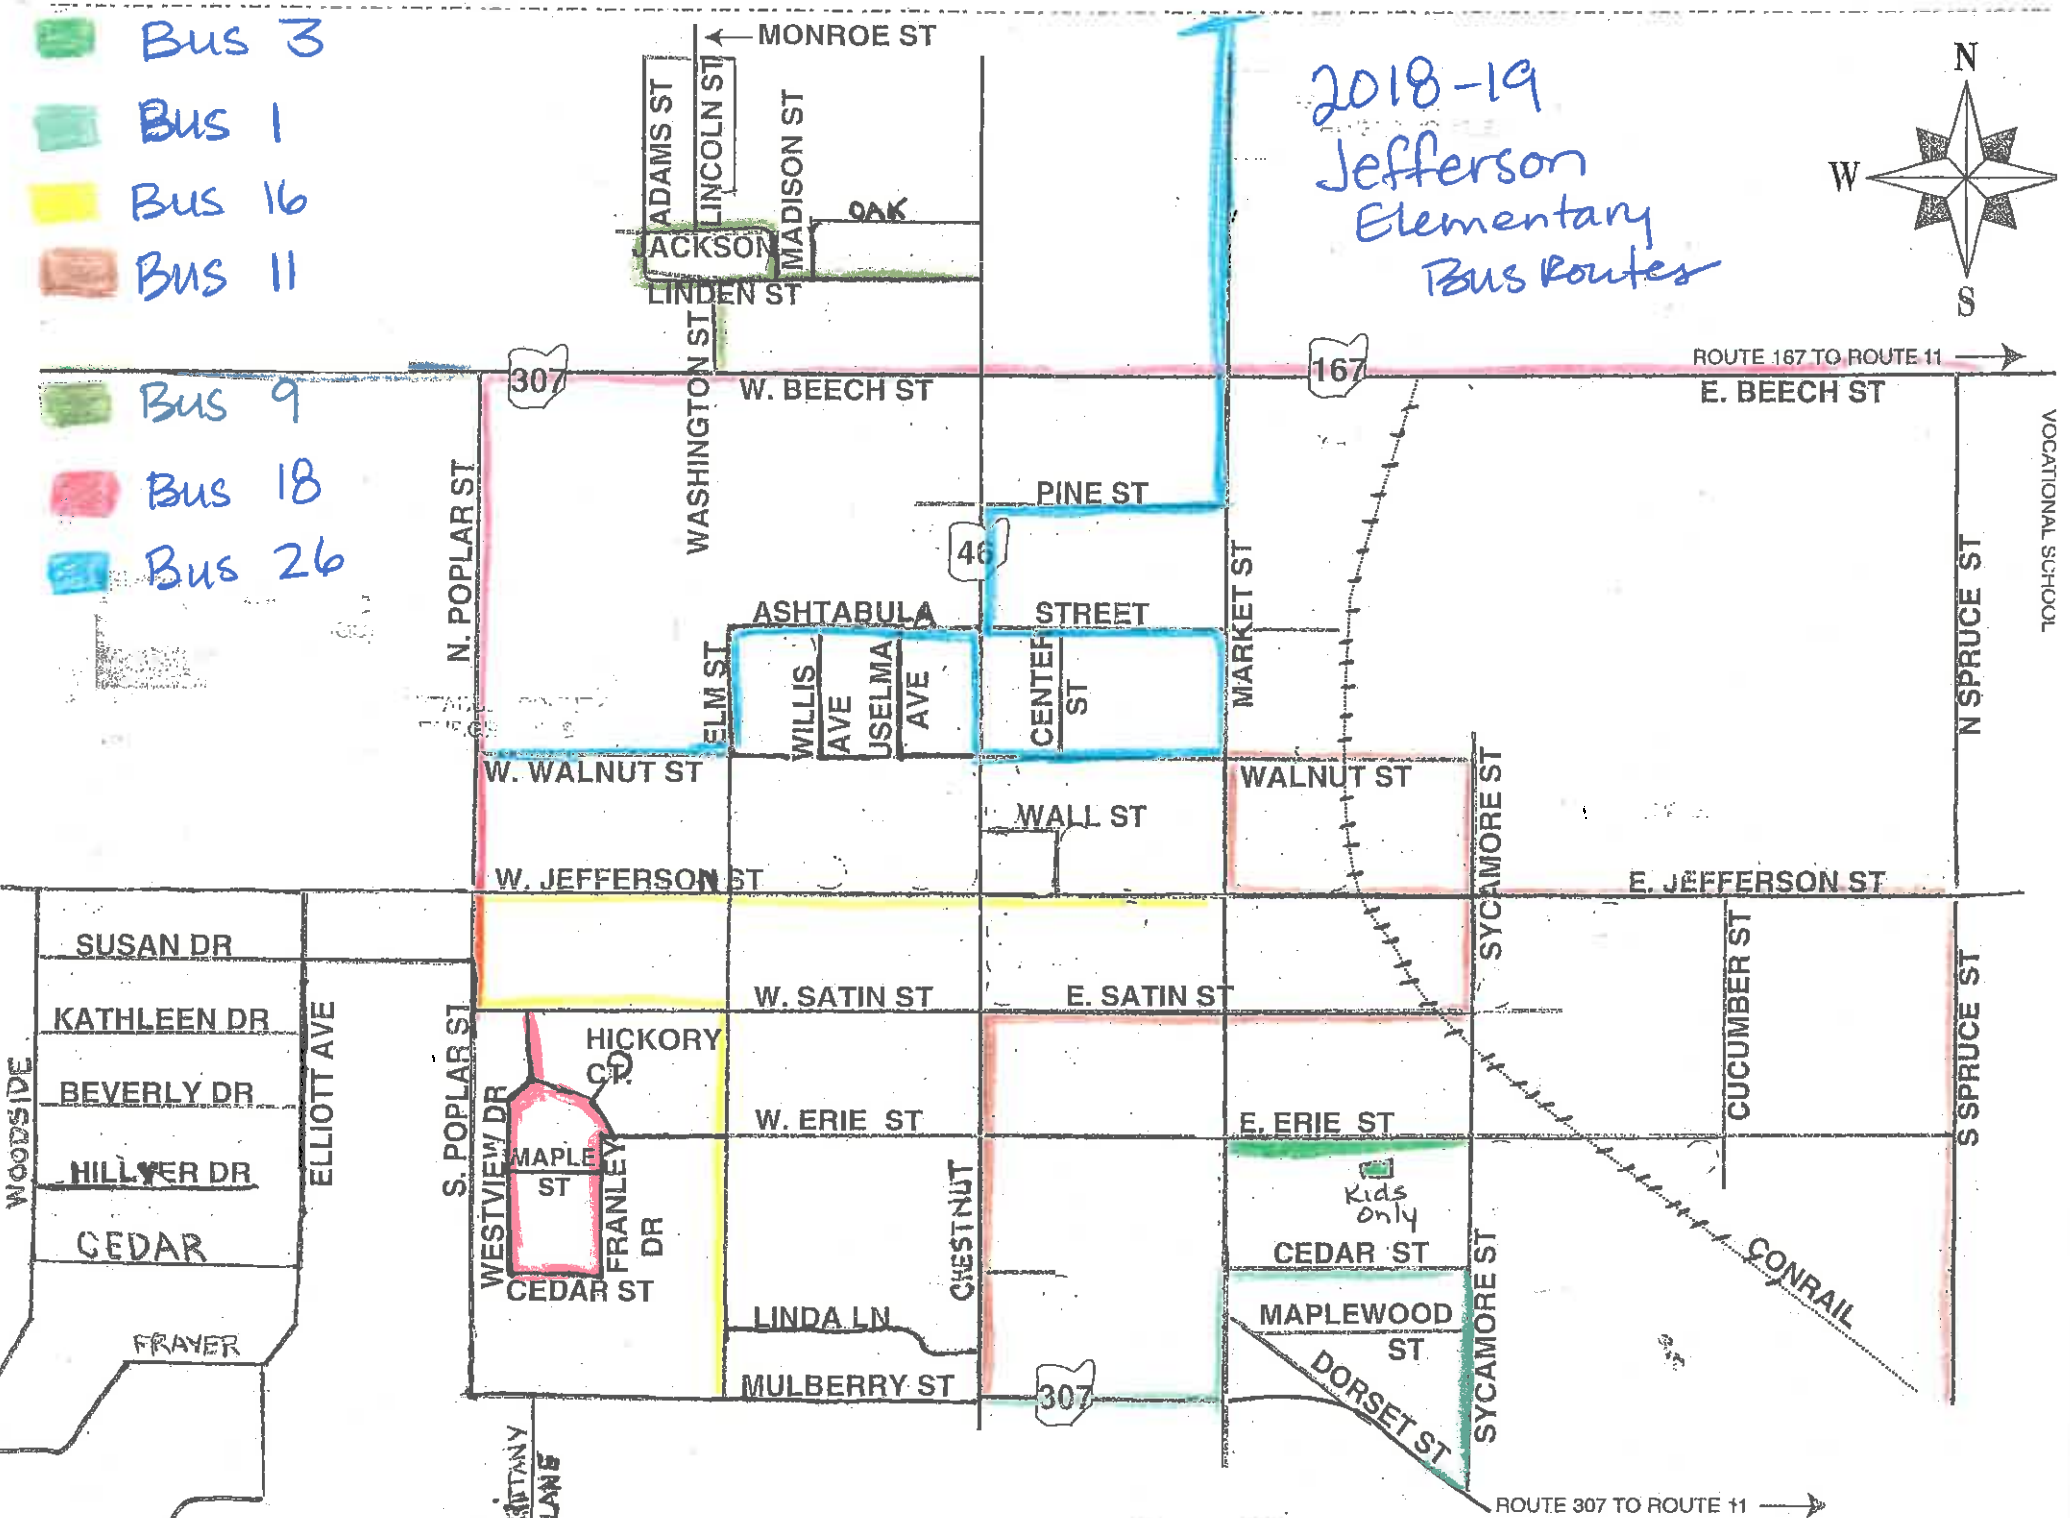 Bus 3
Bus 1
Bus 16
Bus 11
Bus 9
Bus 18
Bus 26
2018-19
Jefferson
Elementary
Bus Routes
N
W
S
MONROE ST
ADAMS ST
LINCOLN ST
MADISON ST
OAK
JACKSON
LINDEN ST
WASHINGTON ST
307
W. BEECH ST
167
ROUTE 167 TO ROUTE 11
E. BEECH ST
VOCATIONAL SCHOOL
N. POPLAR ST
PINE ST
46
MARKET ST
N SPRUCE ST
ASHTABULA
STREET
ELM ST
WILLIS
AVE
USELMA
AVE
CENTER
ST
W. WALNUT ST
WALNUT ST
SYCAMORE ST
WALL ST
W. JEFFERSON ST
E. JEFFERSON ST
SUSAN DR
KATHLEEN DR
BEVERLY DR
HILLYER DR
CEDAR
FRAYER
WOODSIDE
ELLIOTT AVE
S. POPLAR ST
W. SATIN ST
E. SATIN ST
CUCUMBER ST
S SPRUCE ST
HICKORY
CT.
WESTVIEW DR
W. ERIE ST
E. ERIE ST
MAPLE
ST
FRANLEY
DR
CHESTNUT
Kids
only
CEDAR ST
CEDAR ST
MAPLEWOOD
ST
SYCAMORE ST
CONRAIL
LINDA LN
MULBERRY ST
307
DORSET ST
LANE
ROUTE 307 TO ROUTE 11